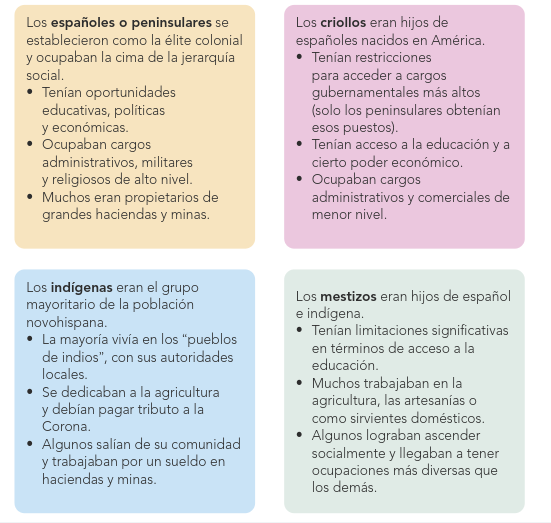 Los españoles o peninsulares se
establecieron como la élite colonial
y ocupaban la cima de la jerarquía
social.
• Tenían oportunidades
educativas, políticas
y económicas.
• Ocupaban cargos
administrativos, militares
y religiosos de alto nivel.
• Muchos eran propietarios de
grandes haciendas y minas.
Los criollos eran hijos de
españoles nacidos en América.
• Tenían restricciones
para acceder a cargos
gubernamentales más altos
(solo los peninsulares obtenían
esos puestos).
• Tenían acceso a la educación y a
cierto poder económico.
• Ocupaban cargos
administrativos y comerciales de
menor nivel.
Los indígenas eran el grupo
mayoritario de la población
novohispana.
• La mayoría vivía en los “pueblos
de indios”, con sus autoridades
locales.
• Se dedicaban a la agricultura
y debían pagar tributo a la
Corona.
• Algunos salían de su comunidad
y trabajaban por un sueldo en
haciendas y minas.
Los mestizos eran hijos de español
e indígena.
• Tenían limitaciones significativas
en términos de acceso a la
educación.
• Muchos trabajaban en la
agricultura, las artesanías o
como sirvientes domésticos.
• Algunos lograban ascender
socialmente y llegaban a tener
ocupaciones más diversas que
los demás.